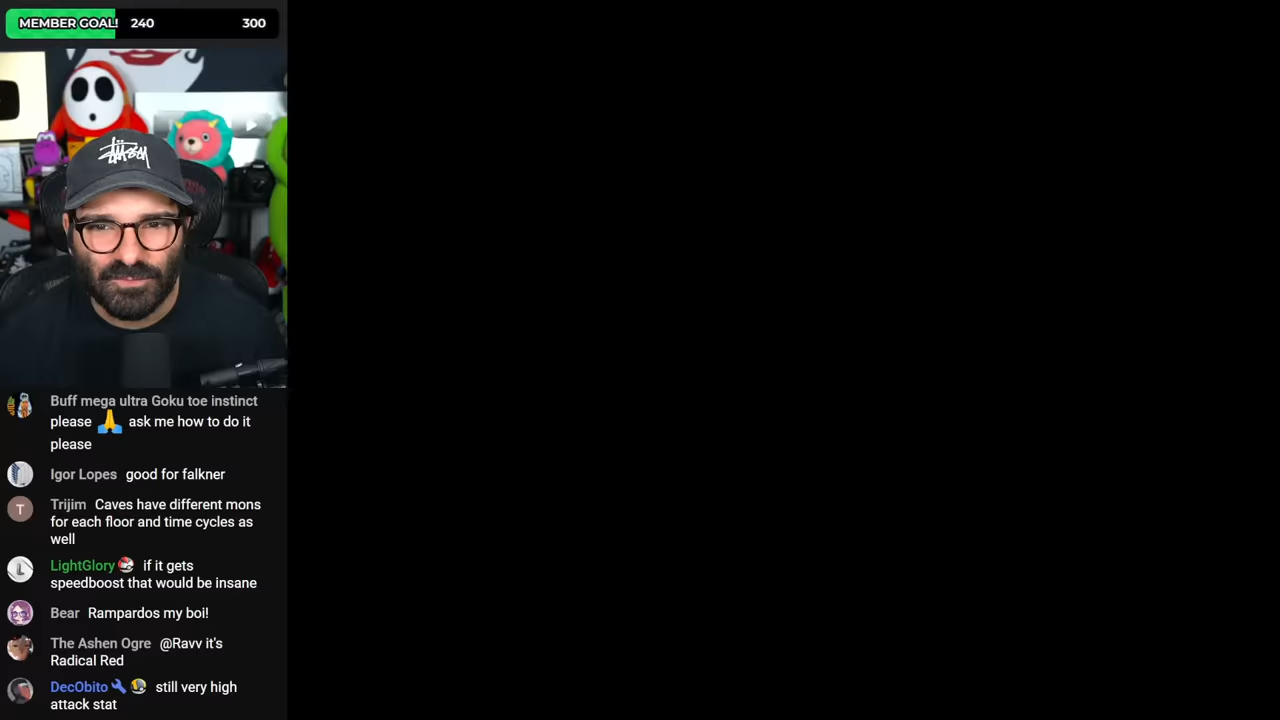 MEMBER GOAL! 240 300
STÜSSY
Buff mega ultra Goku toe instinct
please 🙏 ask me how to do it
please
Igor Lopes good for falkner
T Trijim Caves have different mons
for each floor and time cycles as
well
L LightGlory if it gets
speedboost that would be insane
Bear Rampardos my boi!
The Ashen Ogre @Ravv it's
Radical Red
DecObito still very high
attack stat